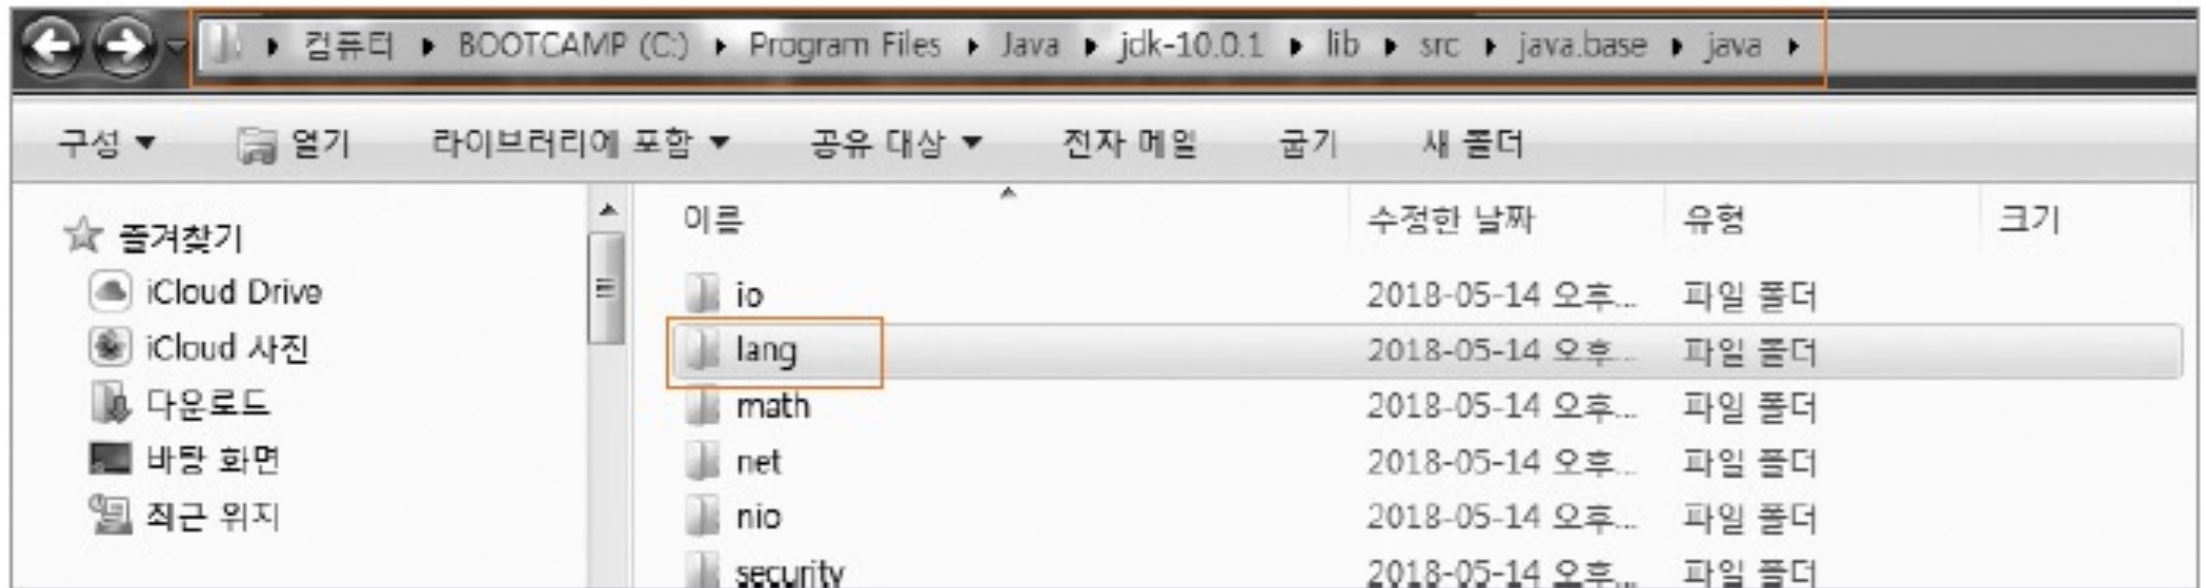 컴퓨터 ▸ BOOTCAMP (C:) ▸ Program Files ▸ Java ▸ jdk-10.0.1 ▸ lib ▸ src ▸ java.base ▸ java ▸
구성 ▼ 열기 라이브러리에 포함 ▼ 공유 대상 ▼ 전자 메일 굽기 새 폴더
즐겨찾기
iCloud Drive
iCloud 사진
다운로드
바탕 화면
최근 위치
이름 수정한 날짜 유형 크기
io 2018-05-14 오후... 파일 폴더
lang 2018-05-14 오후... 파일 폴더
math 2018-05-14 오후... 파일 폴더
net 2018-05-14 오후... 파일 폴더
nio 2018-05-14 오후... 파일 폴더
security 2018-05-14 오후... 파일 폴더